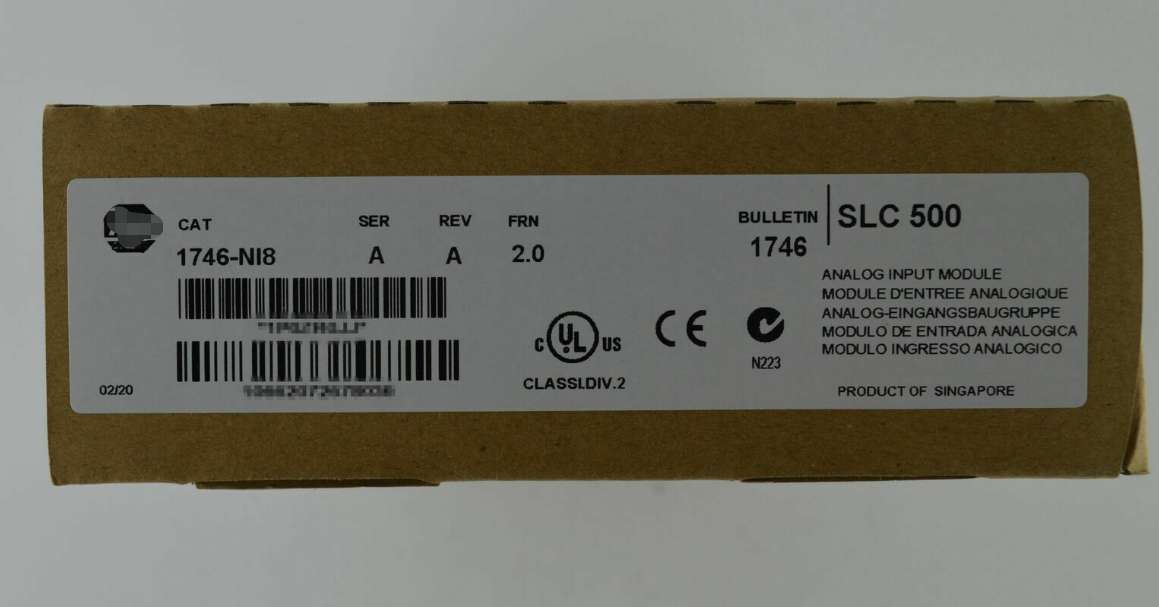 CAT SER REV FRN
1746-NI8 A A 2.0
BULLETIN SLC 500
1746
ANALOG INPUT MODULE
MODULE D'ENTREE ANALOGIQUE
ANALOG-EINGANGSBAUGRUPPE
MODULO DE ENTRADA ANALOGICA
MODULO INGRESSO ANALOGICO
C UL US
CE
N223
CLASSI.DIV.2
02/20
PRODUCT OF SINGAPORE